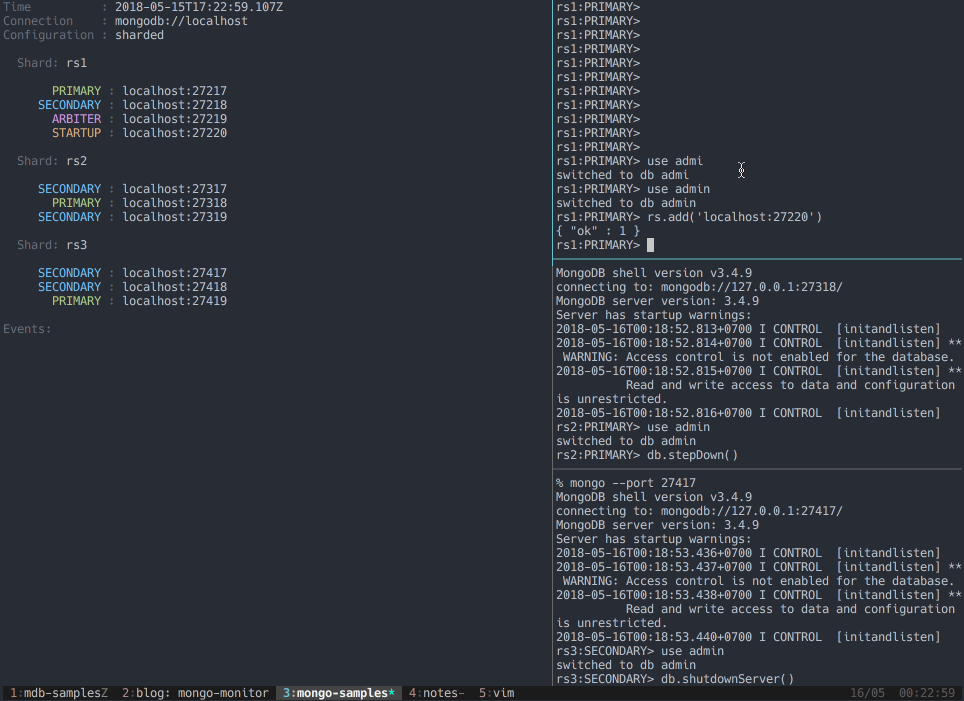 Time          : 2018-05-15T17:22:59.107Z
Connection    : mongodb://localhost
Configuration : sharded
Shard: rs1
PRIMARY : localhost:27217
SECONDARY : localhost:27218
ARBITER : localhost:27219
STARTUP : localhost:27220
Shard: rs2
SECONDARY : localhost:27317
PRIMARY : localhost:27318
SECONDARY : localhost:27319
Shard: rs3
SECONDARY : localhost:27417
SECONDARY : localhost:27418
PRIMARY : localhost:27419
Events:
rs1:PRIMARY>
rs1:PRIMARY>
rs1:PRIMARY>
rs1:PRIMARY>
rs1:PRIMARY>
rs1:PRIMARY>
rs1:PRIMARY>
rs1:PRIMARY>
rs1:PRIMARY>
rs1:PRIMARY>
rs1:PRIMARY>
rs1:PRIMARY> use admi
switched to db admi
rs1:PRIMARY> use admin
switched to db admin
rs1:PRIMARY> rs.add('localhost:27220')
{ "ok" : 1 }
rs1:PRIMARY>
MongoDB shell version v3.4.9
connecting to: mongodb://127.0.0.1:27318/
MongoDB server version: 3.4.9
Server has startup warnings:
2018-05-16T00:18:52.813+0700 I CONTROL  [initandlisten]
2018-05-16T00:18:52.814+0700 I CONTROL  [initandlisten] **
WARNING: Access control is not enabled for the database.
2018-05-16T00:18:52.815+0700 I CONTROL  [initandlisten] **
Read and write access to data and configuration
is unrestricted.
2018-05-16T00:18:52.816+0700 I CONTROL  [initandlisten]
rs2:PRIMARY> use admin
switched to db admin
rs2:PRIMARY> db.stepDown()
% mongo --port 27417
MongoDB shell version v3.4.9
connecting to: mongodb://127.0.0.1:27417/
MongoDB server version: 3.4.9
Server has startup warnings:
2018-05-16T00:18:53.436+0700 I CONTROL  [initandlisten]
2018-05-16T00:18:53.437+0700 I CONTROL  [initandlisten] **
WARNING: Access control is not enabled for the database.
2018-05-16T00:18:53.438+0700 I CONTROL  [initandlisten] **
Read and write access to data and configuration
is unrestricted.
2018-05-16T00:18:53.440+0700 I CONTROL  [initandlisten]
rs3:SECONDARY> use admin
switched to db admin
rs3:SECONDARY> db.shutdownServer()
1:mdb-samplesZ  2:blog: mongo-monitor  3:mongo-samples*  4:notes-  5:vim  16/05  00:22:59